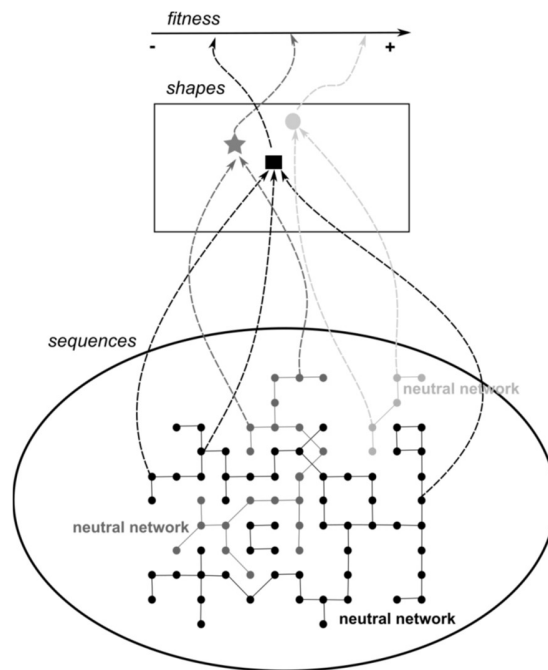 fitness
- +
shapes
sequences
neutral network
neutral network
neutral network